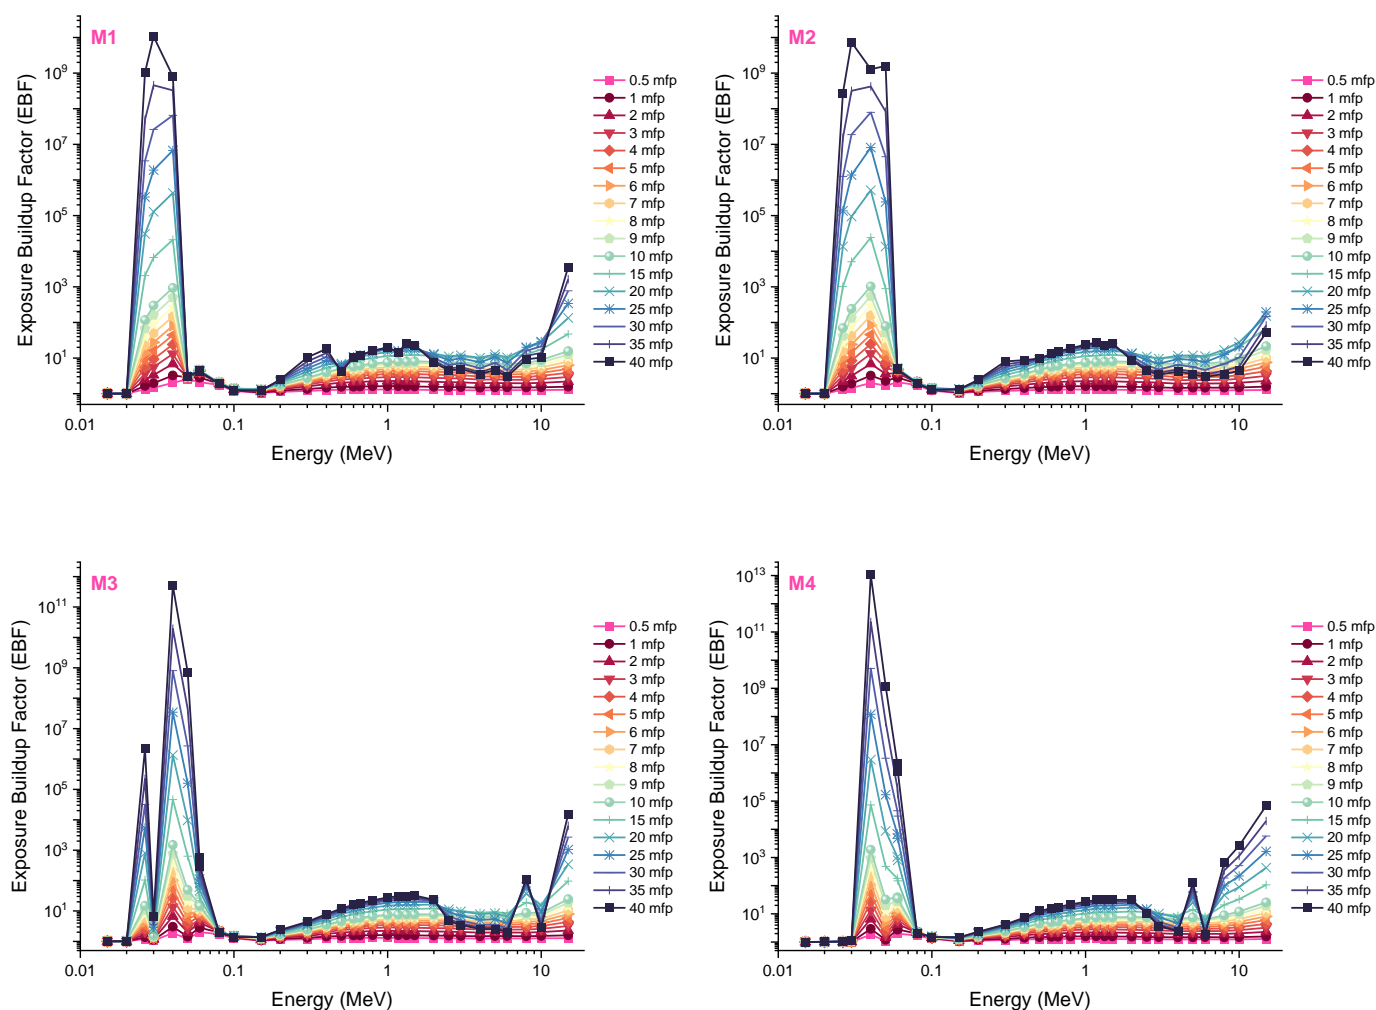 M1
Exposure Buildup Factor (EBF)
10^9
10^7
10^5
10^3
10^1
0.01
0.1
1
10
Energy (MeV)
0.5 mfp
1 mfp
2 mfp
3 mfp
4 mfp
5 mfp
6 mfp
7 mfp
8 mfp
9 mfp
10 mfp
15 mfp
20 mfp
25 mfp
30 mfp
35 mfp
40 mfp
M2
Exposure Buildup Factor (EBF)
10^9
10^7
10^5
10^3
10^1
0.01
0.1
1
10
Energy (MeV)
0.5 mfp
1 mfp
2 mfp
3 mfp
4 mfp
5 mfp
6 mfp
7 mfp
8 mfp
9 mfp
10 mfp
15 mfp
20 mfp
25 mfp
30 mfp
35 mfp
40 mfp
M3
Exposure Buildup Factor (EBF)
10^11
10^9
10^7
10^5
10^3
10^1
0.01
0.1
1
10
Energy (MeV)
0.5 mfp
1 mfp
2 mfp
3 mfp
4 mfp
5 mfp
6 mfp
7 mfp
8 mfp
9 mfp
10 mfp
15 mfp
20 mfp
25 mfp
30 mfp
35 mfp
40 mfp
M4
Exposure Buildup Factor (EBF)
10^13
10^11
10^9
10^7
10^5
10^3
10^1
0.01
0.1
1
10
Energy (MeV)
0.5 mfp
1 mfp
2 mfp
3 mfp
4 mfp
5 mfp
6 mfp
7 mfp
8 mfp
9 mfp
10 mfp
15 mfp
20 mfp
25 mfp
30 mfp
35 mfp
40 mfp